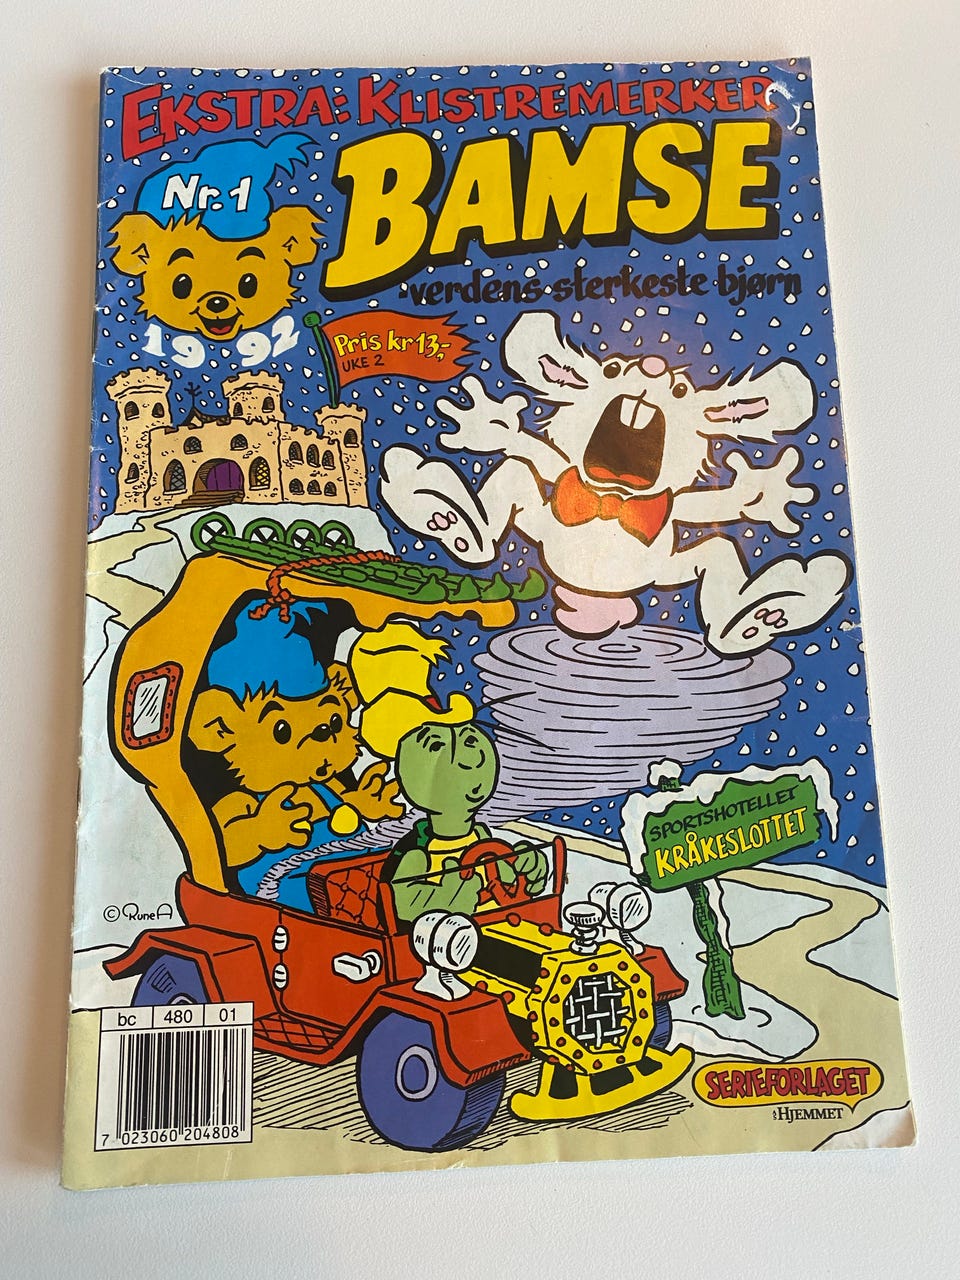 EKSTRA: KLISTREMERKER
Nr. 1
BAMSE
-verdens sterkeste bjørn
1992
Pris kr 13,-
UKE 2
SPORTSHOTELLET
KRÅKESLOTTET
© Rune A
bc 480 01
7 023060 204808
SERIEFORLAGET
HJEMMET